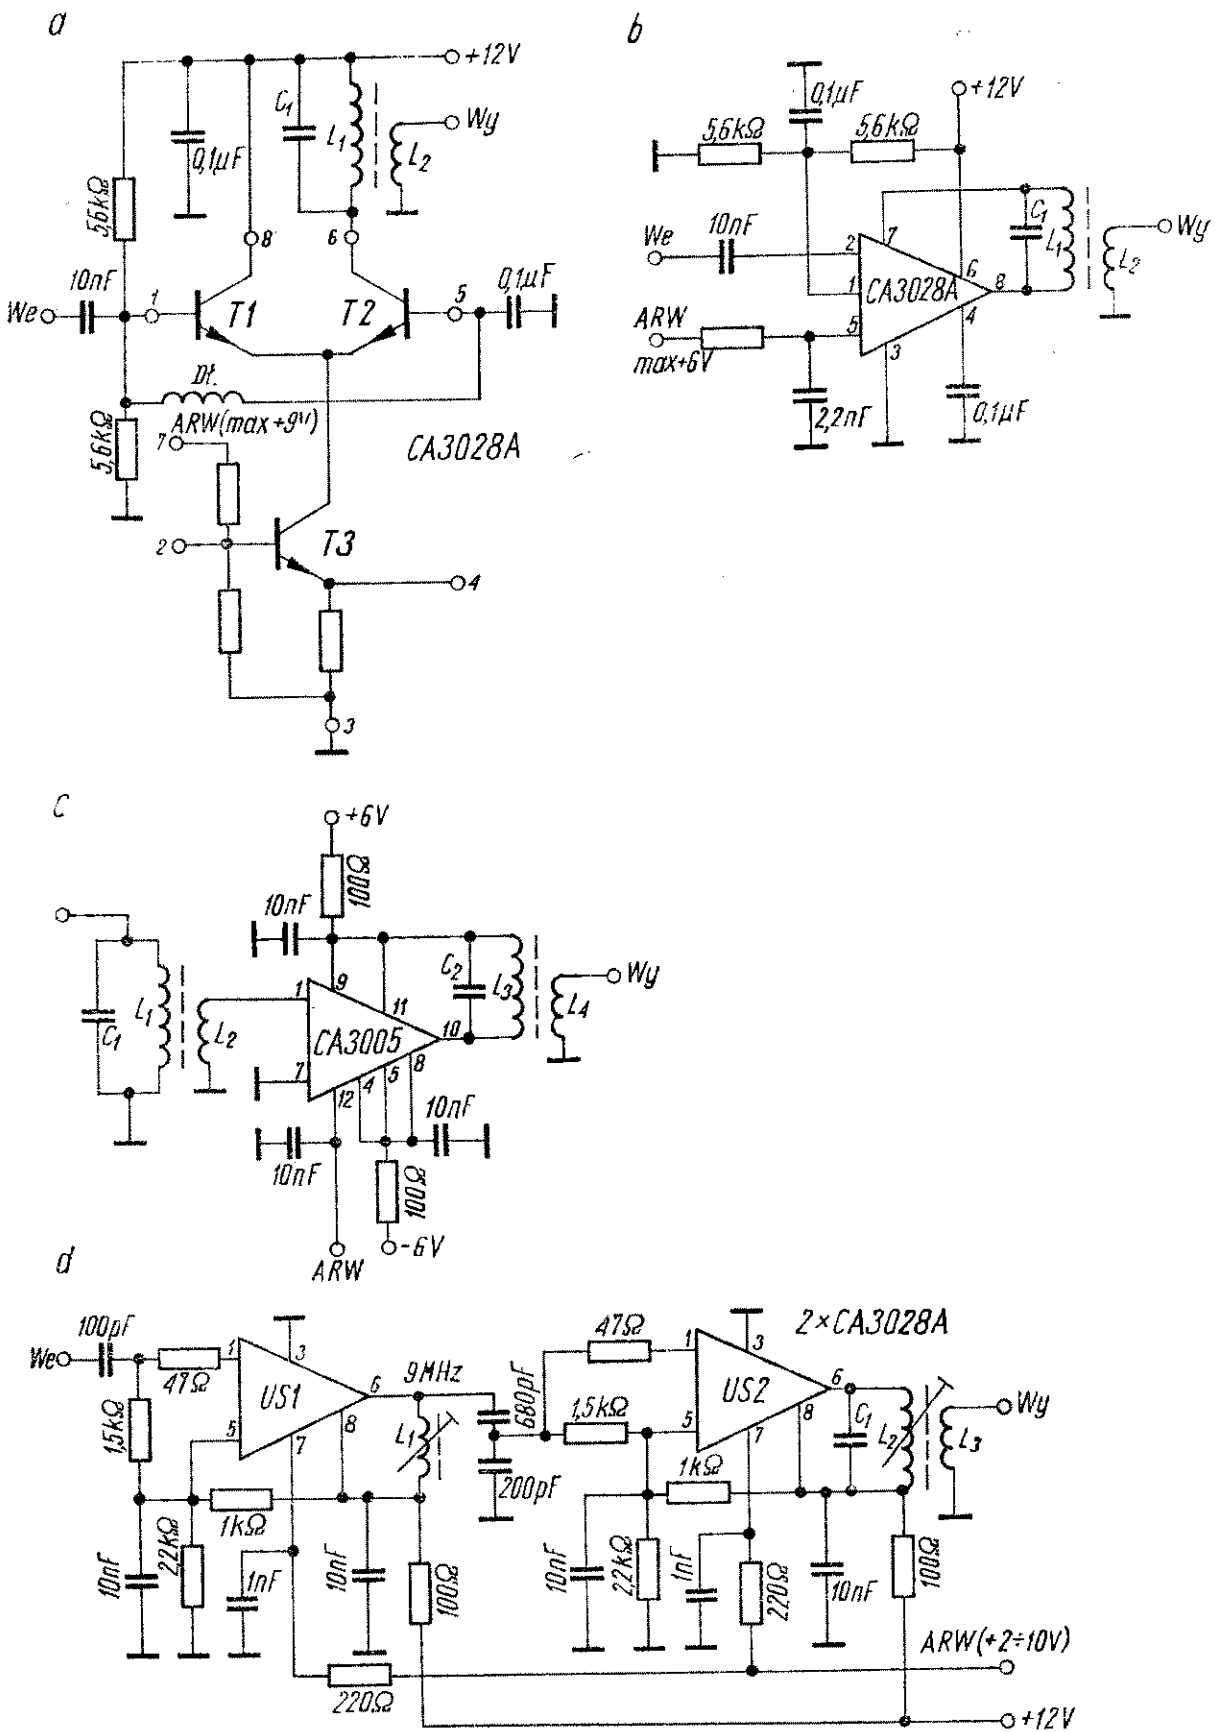 a
+12V
C1
0,1μF
L1
L2
Wy
5,6kΩ
8
6
10nF
We
1
T1
T2
5
0,1μF
Dł.
ARW(max+9V)
7
5,6kΩ
CA3028A
2
T3
4
3
b
0,1μF
+12V
5,6kΩ
5,6kΩ
We
10nF
2
7
C1
L1
L2
Wy
1
CA3028A
6
8
ARW
max+6V
5
4
3
2,2nF
0,1μF
c
+6V
100Ω
10nF
1
9
11
C2
L3
L4
Wy
C1
L1
L2
CA3005
10
7
12
4
5
8
10nF
10nF
100Ω
ARW
-6V
d
100pF
We
1
3
47Ω
US1
6
9MHz
1,5kΩ
5
7
8
L1
680pF
200pF
1kΩ
10nF
2,2kΩ
1nF
10nF
100Ω
220Ω
47Ω
1
3
2×CA3028A
US2
6
1,5kΩ
5
7
8
C1
L2
L3
Wy
1kΩ
10nF
2,2kΩ
1nF
220Ω
10nF
100Ω
ARW(+2÷10V)
+12V